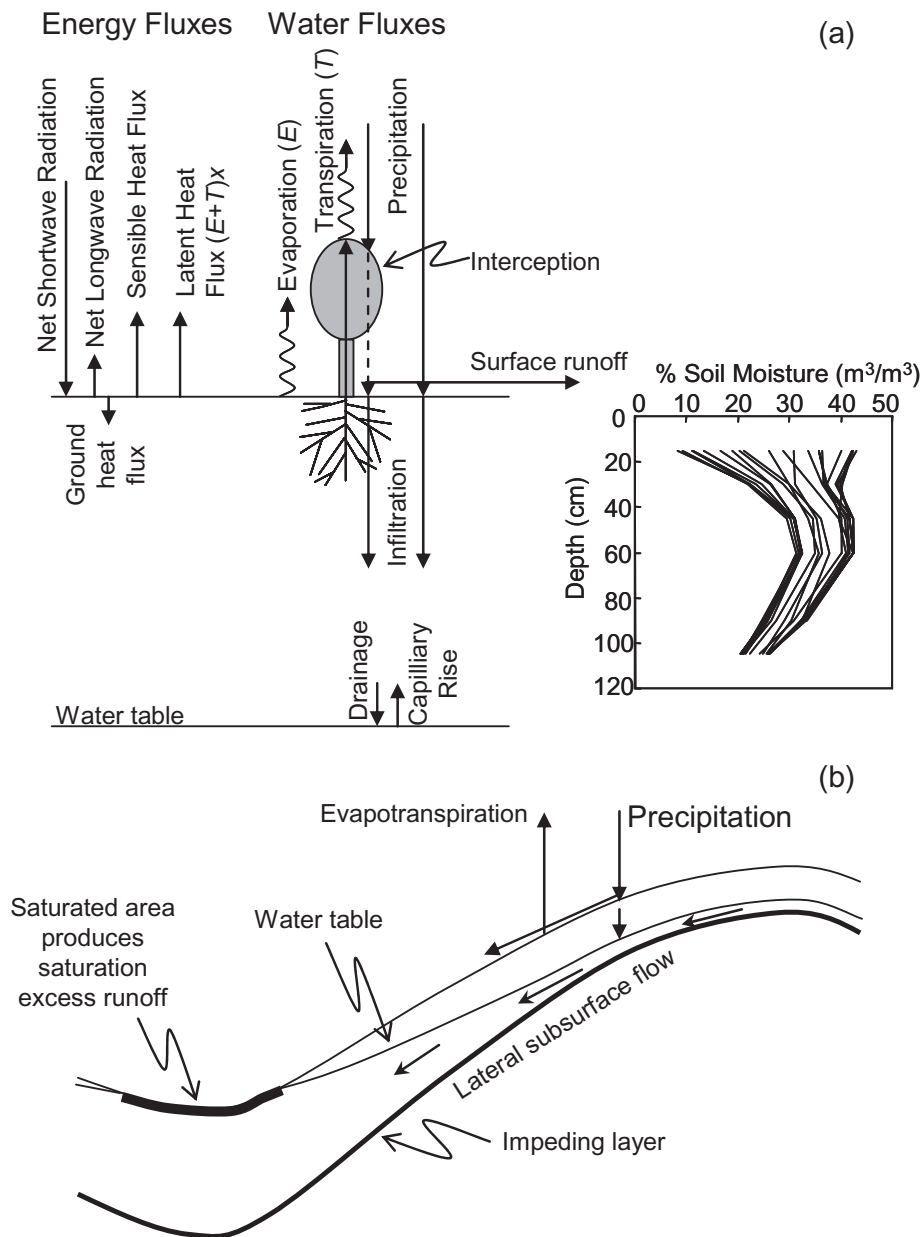 Energy Fluxes
Water Fluxes
(a)
Net Shortwave Radiation
Net Longwave Radiation
Sensible Heat Flux
Latent Heat
Flux (E+T)x
Evaporation (E)
Transpiration (T)
Precipitation
Interception
Surface runoff
Ground
heat
flux
Infiltration
Drainage
Capilliary
Rise
Water table
% Soil Moisture (m³/m³)
0 10 20 30 40 50
0
20
40
60
80
100
120
Depth (cm)
(b)
Evapotranspiration
Precipitation
Saturated area
produces
saturation
excess runoff
Water table
Lateral subsurface flow
Impeding layer